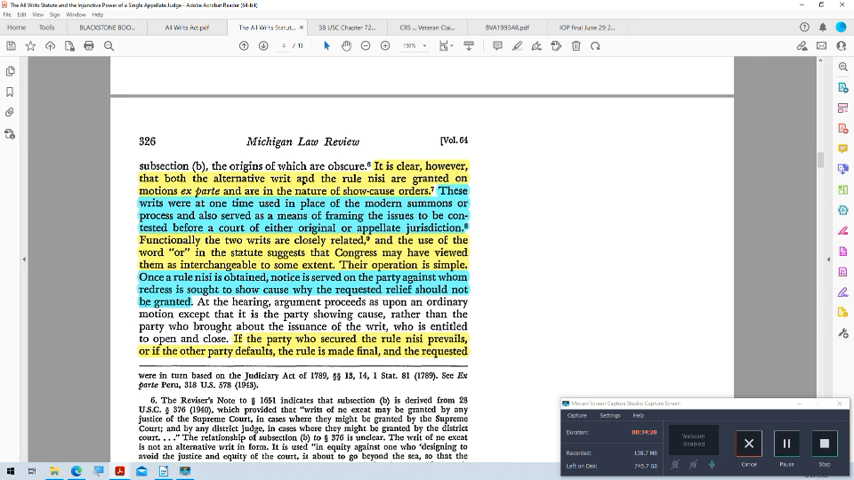 The All Writs Statute and the Injunctive Power of a Single Appellate Judge - Adobe Acrobat Reader (64-bit)
File Edit View Sign Window Help
Home Tools BLACKSTONE BOO... All Writs Act.pdf The All Writs Statut... × 5B USC Chapter 72... CRS ... Veteran Clai... BVA1993AR.pdf IOP final June 29 2...
4 / 13 150%
326 Michigan Law Review [Vol. 64
subsection (b), the origins of which are obscure.6 It is clear, however,
that both the alternative writ and the rule nisi are granted on
motions ex parte and are in the nature of show-cause orders.7 These
writs were at one time used in place of the modern summons or
process and also served as a means of framing the issues to be con-
tested before a court of either original or appellate jurisdiction.8
Functionally the two writs are closely related,9 and the use of the
word "or" in the statute suggests that Congress may have viewed
them as interchangeable to some extent. Their operation is simple.
Once a rule nisi is obtained, notice is served on the party against whom
redress is sought to show cause why the requested relief should not
be granted. At the hearing, argument proceeds as upon an ordinary
motion except that it is the party showing cause, rather than the
party who brought about the issuance of the writ, who is entitled
to open and close. If the party who secured the rule nisi prevails,
or if the other party defaults, the rule is made final, and the requested
were in turn based on the Judiciary Act of 1789, §§ 13, 14, 1 Stat. 81 (1789). See Ex
parte Peru, 318 U.S. 578 (1943).
6. The Reviser's Note to § 1651 indicates that subsection (b) is derived from 28
U.S.C. § 376 (1940), which provided that "writs of ne exeat may be granted by any
justice of the Supreme Court, in cases where they might be granted by the Supreme
Court; and by any district judge, in cases where they might be granted by the district
court. . . ." The relationship of subsection (b) to § 376 is unclear. The writ of ne exeat
is not an alternative writ in form. It is used "in equity against one who 'designing to
avoid the justice and equity of the court, is about to go beyond the sea, so that the
Movavi Screen Capture Studio: Capture Screen
Capture Settings Help
Duration: 00:34:28
Recorded: 138.7 MB
Left on Disk: 745.7 GB
Webcam
disabled
Cancel Pause Stop